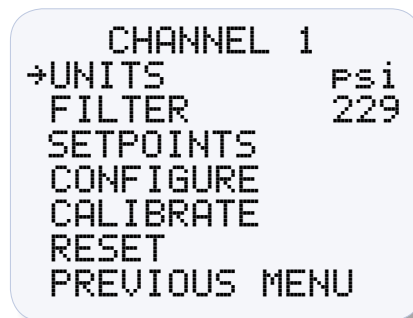 CHANNEL 1
→UNITS psi
FILTER 229
SETPOINTS
CONFIGURE
CALIBRATE
RESET
PREVIOUS MENU